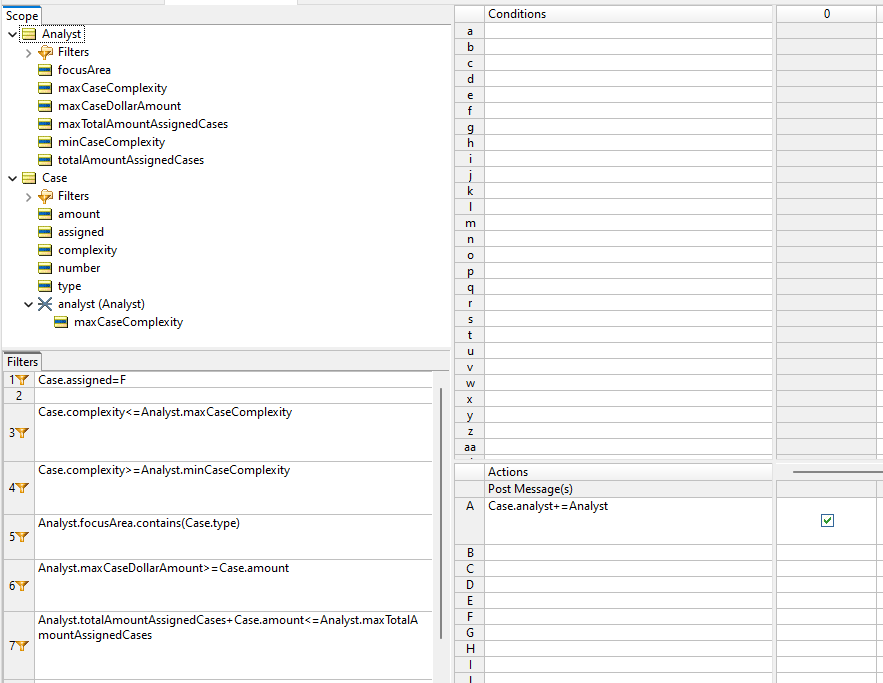 Scope
Analyst
Filters
focusArea
maxCaseComplexity
maxCaseDollarAmount
maxTotalAmountAssignedCases
minCaseComplexity
totalAmountAssignedCases
Case
Filters
amount
assigned
complexity
number
type
analyst (Analyst)
maxCaseComplexity
Filters
1 Case.assigned=F
2
3 Case.complexity<=Analyst.maxCaseComplexity
4 Case.complexity>=Analyst.minCaseComplexity
5 Analyst.focusArea.contains(Case.type)
6 Analyst.maxCaseDollarAmount>=Case.amount
7 Analyst.totalAmountAssignedCases+Case.amount<=Analyst.maxTotalA
mountAssignedCases
Conditions 0
a
b
c
d
e
f
g
h
i
j
k
l
m
n
o
p
q
r
s
t
u
v
w
x
y
z
aa
Actions
Post Message(s)
A Case.analyst+=Analyst
B
C
D
E
F
G
H
I